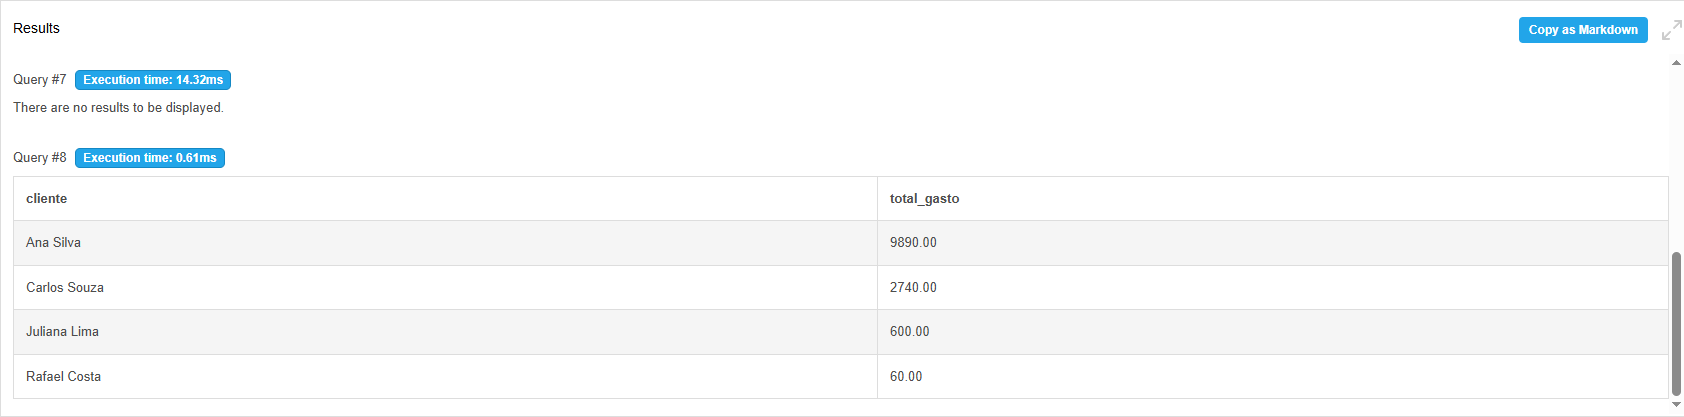 Results
Copy as Markdown
Query #7 Execution time: 14.32ms
There are no results to be displayed.
Query #8 Execution time: 0.61ms
cliente total_gasto
Ana Silva 9890.00
Carlos Souza 2740.00
Juliana Lima 600.00
Rafael Costa 60.00